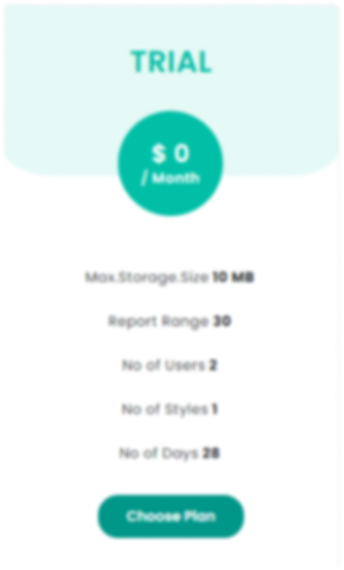 TRIAL
$ 0
/ Month
Max.Storage.Size 10 MB
Report Range 30
No of Users 2
No of Styles 1
No of Days 28
Choose Plan